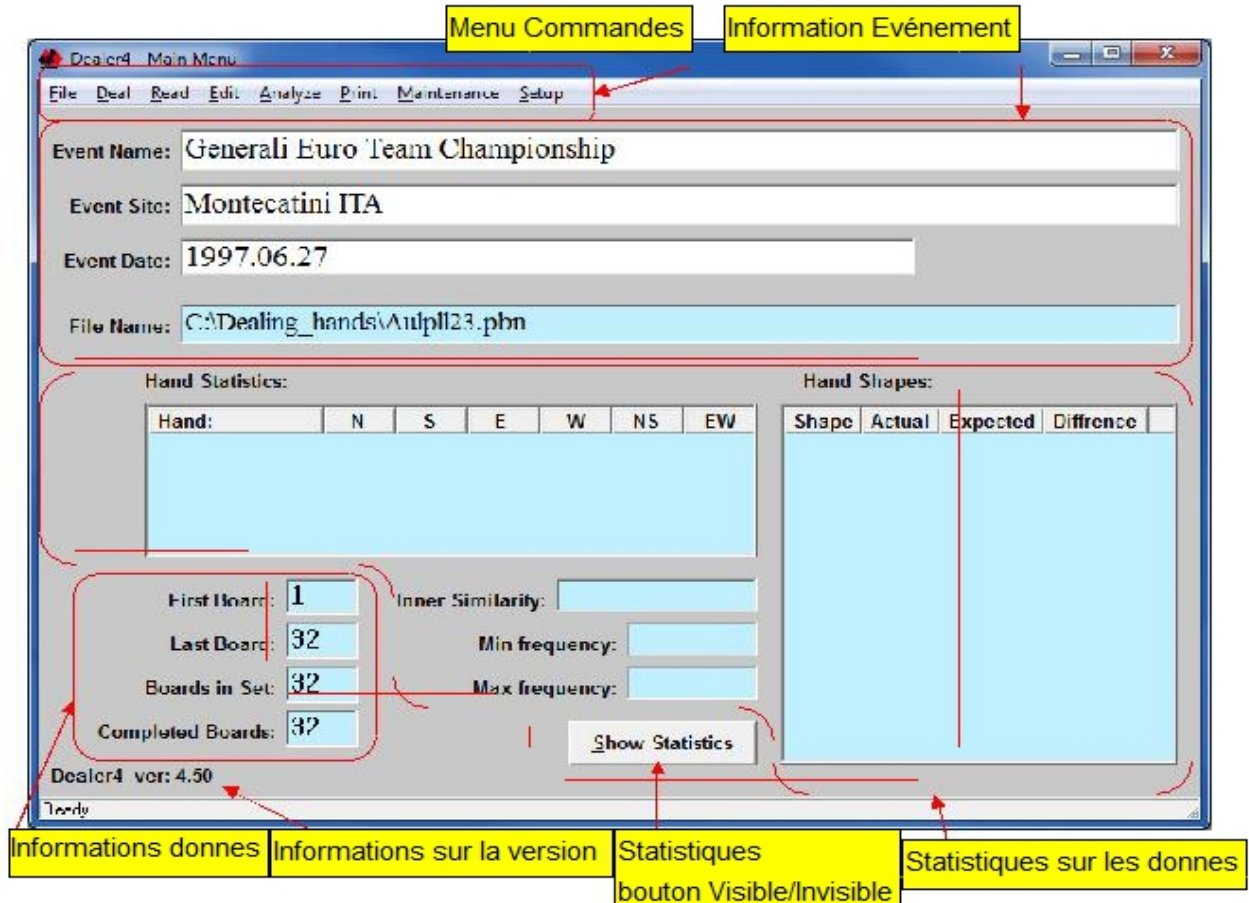 Menu Commandes
Information Evénement
Dealer4 Main Menu
File Deal Read Edit Analyze Print Maintenance Setup
Event Name: Generali Euro Team Championship
Event Site: Montecatini ITA
Event Date: 1997.06.27
File Name: C:\Dealing_hands\Aulpll23.pbn
Hand Statistics:
Hand: N S E W NS EW
Hand Shapes:
Shape Actual Expected Diffrence
First Board: 1
Last Board: 32
Boards in Set: 32
Completed Boards: 32
Inner Similarity:
Min frequency:
Max frequency:
Show Statistics
Dealer4 ver: 4.50
Ready
Informations donnes
Informations sur la version
Statistiques
bouton Visible/Invisible
Statistiques sur les donnes